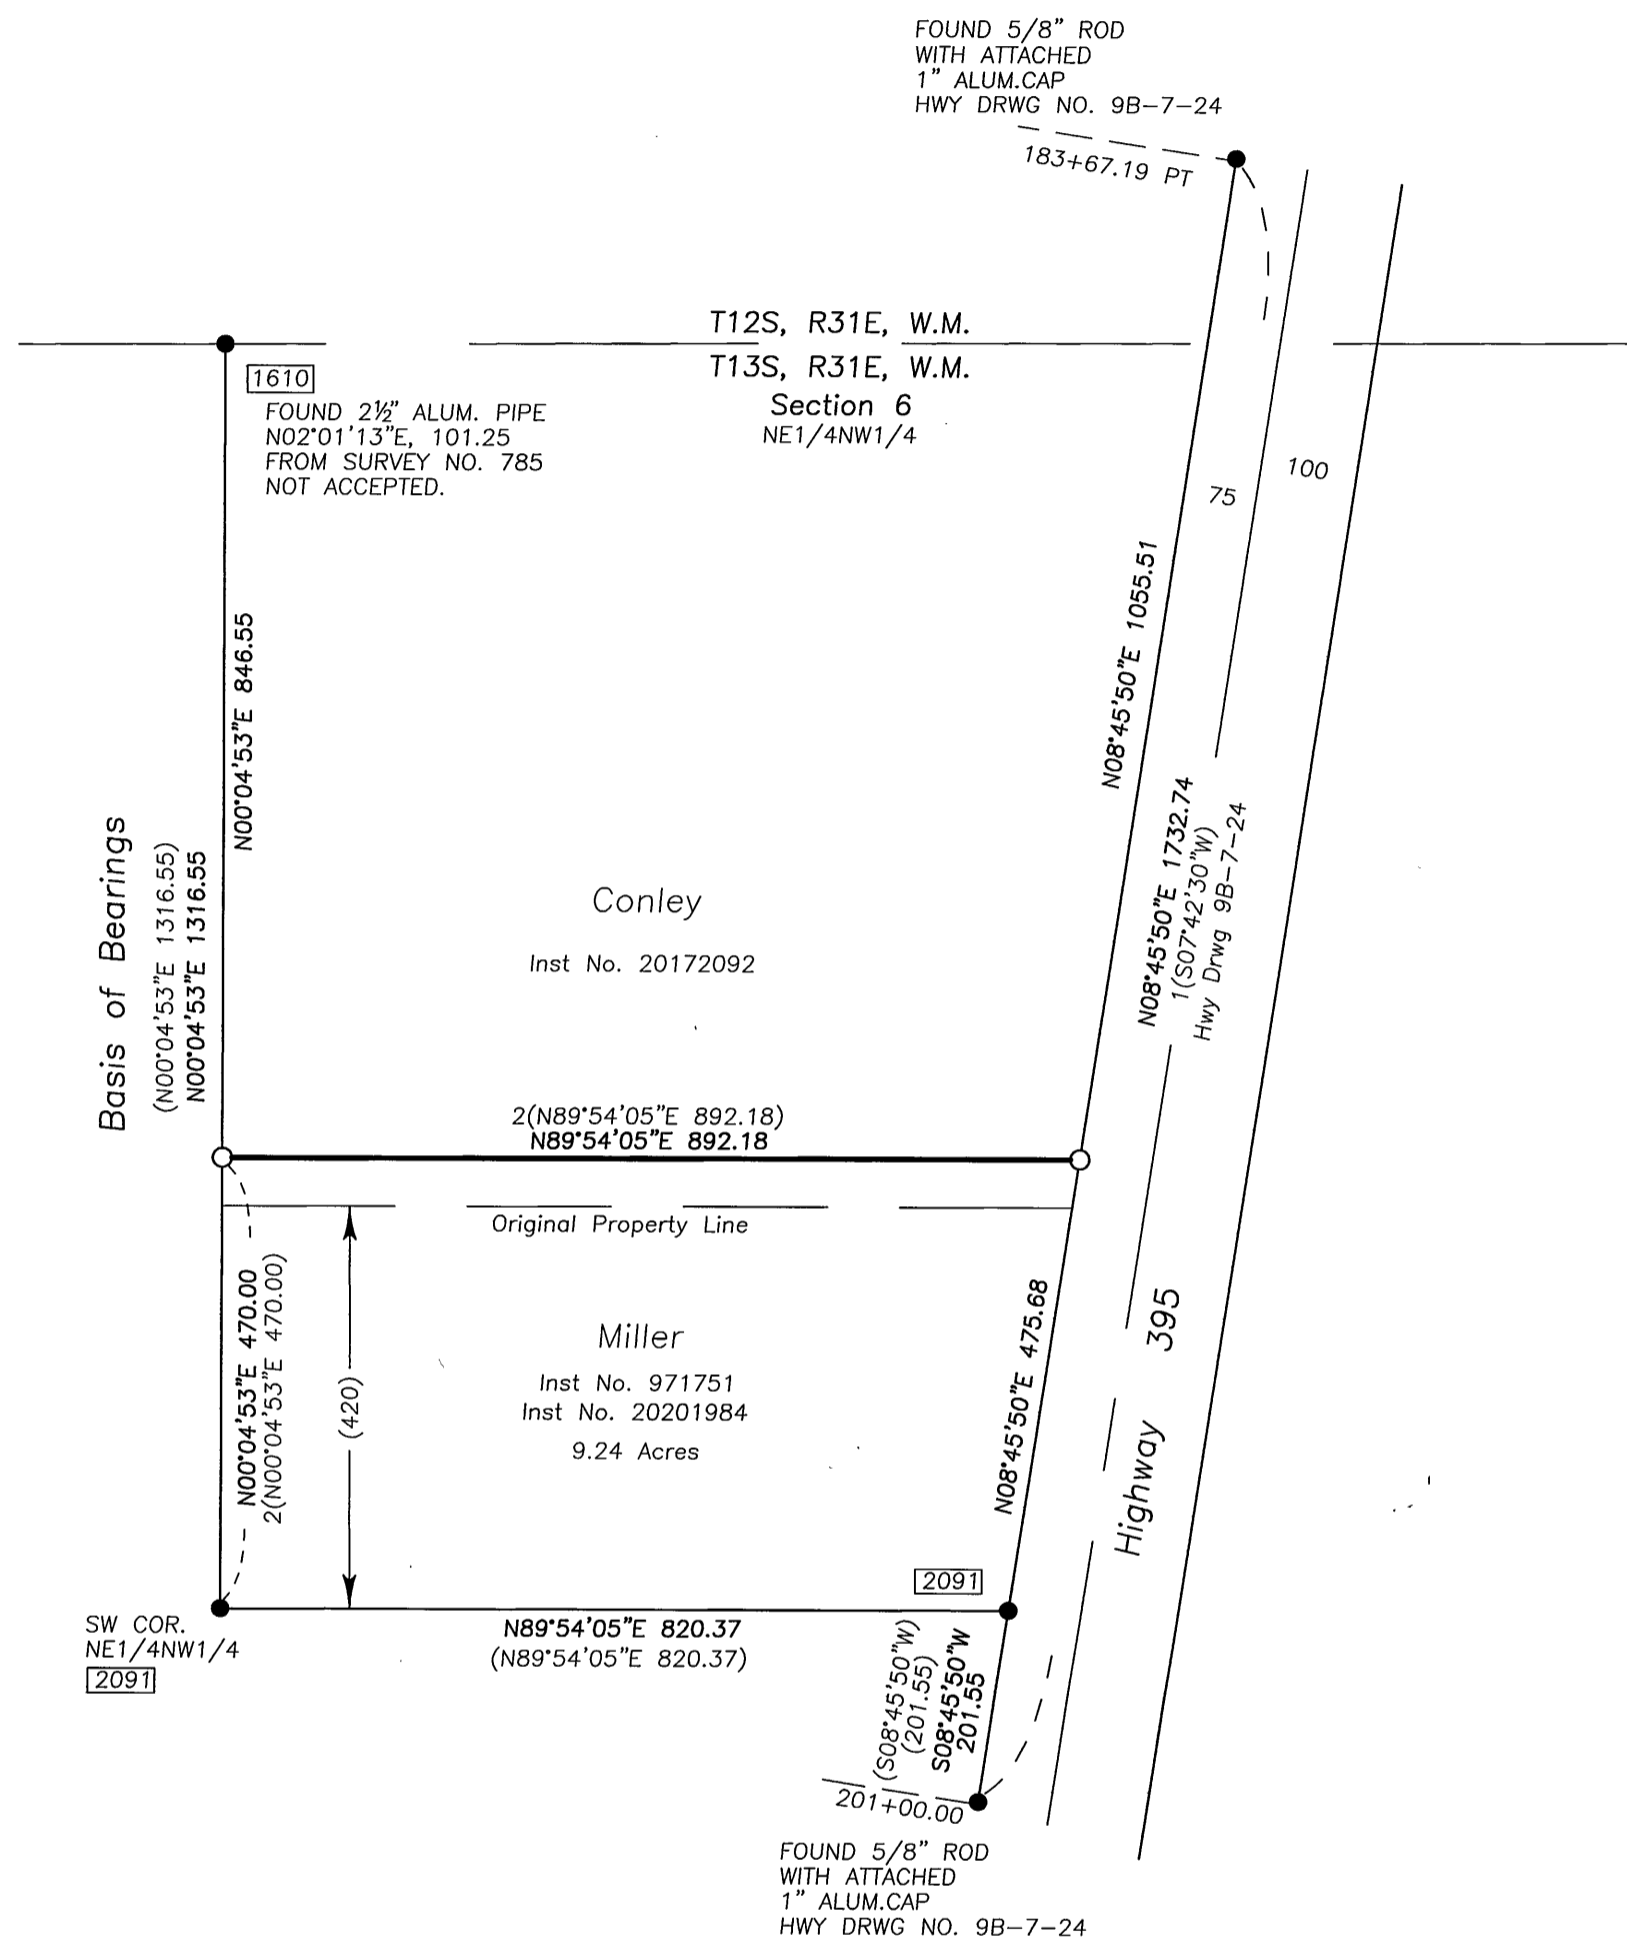 FOUND 5/8" ROD
WITH ATTACHED
1" ALUM.CAP
HWY DRWG NO. 9B-7-24
183+67.19 PT
T12S, R31E, W.M.
T13S, R31E, W.M.
Section 6
NE1/4NW1/4
1610
FOUND 2½" ALUM. PIPE
N02°01'13"E, 101.25
FROM SURVEY NO. 785
NOT ACCEPTED.
75
100
N08°45'50"E 1055.51
N00°04'53"E 846.55
Basis of Bearings
(N00°04'53"E 1316.55)
N00°04'53"E 1316.55
Conley
Inst No. 20172092
N08°45'50"E 1732.74
1(S07°42'30"W)
Hwy Drwg 9B-7-24
2(N89°54'05"E 892.18)
N89°54'05"E 892.18
Original Property Line
N00°04'53"E 470.00
2(N00°04'53"E 470.00)
(420)
Miller
Inst No. 971751
Inst No. 20201984
9.24 Acres
N08°45'50"E 475.68
Highway 395
2091
SW COR.
NE1/4NW1/4
2091
N89°54'05"E 820.37
(N89°54'05"E 820.37)
(S08°45'50"W)
(201.55)
S08°45'50"W
201.55
201+00.00
FOUND 5/8" ROD
WITH ATTACHED
1" ALUM.CAP
HWY DRWG NO. 9B-7-24